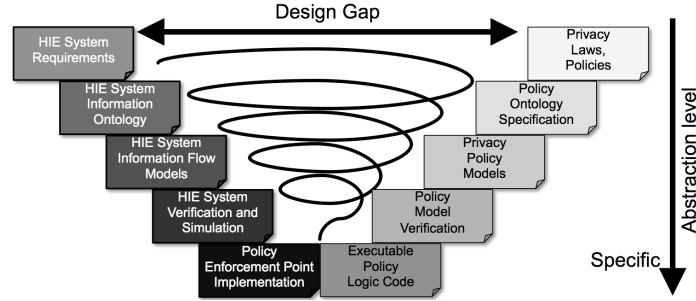 Design Gap
HIE System
Requirements
Privacy
Laws,
Policies
HIE System
Information
Ontology
Policy
Ontology
Specification
HIE System
Information Flow
Models
Privacy
Policy
Models
HIE System
Verification and
Simulation
Policy
Model
Verification
Policy
Enforcement Point
Implementation
Executable
Policy
Logic Code
Specific
Abstraction level